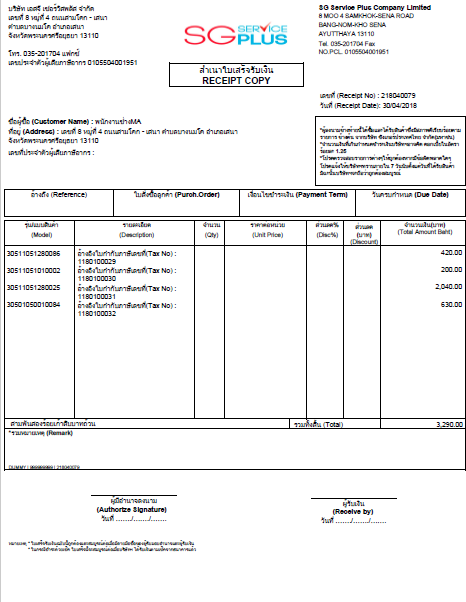 บริษัท เอสจี เซอร์วิสพลัส จำกัด
8 หมู่ที่ 4 ถนนสามโคก - เสนา
ตำบลบางนมโค อำเภอเสนา
จังหวัดพระนครศรีอยุธยา 13110
โทร. 035-201704 แฟกซ์
เลขประจำตัวผู้เสียภาษีอากร 0105504001951
SG SERVICE PLUS
SG Service Plus Company Limited
8 MOO 4 SAMKHOK-SENA ROAD
BANG-NOM-KHO SENA
AYUTTHAYA 13110
Tel. 035-201704 Fax
NO.PCL. 0105504001951
สำเนาใบเสร็จรับเงิน
RECEIPT COPY
เลขที่ (Receipt No) : 218040079
วันที่ (Receipt Date): 30/04/2018
ชื่อผู้ซื้อ (Customer Name) : พนักงานช่างMA
ที่อยู่ (Address) : เลขที่ 8 หมู่ที่ 4 ถนนสามโคก - เสนา ตำบลบางนมโค อำเภอเสนา
จังหวัดพระนครศรีอยุธยา 13110
เลขที่ประจำตัวผู้เสียภาษีอากร :
อ้างถึง (Reference) ใบสั่งซื้อลูกค้า (Puroh.Order) เงื่อนไขชำระเงิน (Payment Term) วันครบกำหนด (Due Date)
รุ่น/แบบสินค้า รายละเอียด จำนวน ราคาต่อหน่วย ส่วนลด% ส่วนลด จำนวนเงิน(บาท)
(Model) (Description) (Qty) (Unit Price) (Disc%) (บาท) (Total Amount Baht)
(Discount)
30511051280086 อ้างถึงใบกำกับภาษีเลขที่(Tax No) : 420.00
1180100029
30511051010002 อ้างถึงใบกำกับภาษีเลขที่(Tax No) : 200.00
1180100030
30511051280025 อ้างถึงใบกำกับภาษีเลขที่(Tax No) : 2,040.00
1180100031
30501050010084 อ้างถึงใบกำกับภาษีเลขที่(Tax No) : 630.00
1180100032
สามพันสองร้อยเก้าสิบบาทถ้วน รวมทั้งสิ้น (Total) 3,290.00
*รวมหมายเหตุ (Remark)
218040079
ผู้มีอำนาจลงนาม
(Authorize Signature)
วันที่ ......./......./.......
ผู้รับเงิน
(Receive by)
วันที่ ......./......./.......